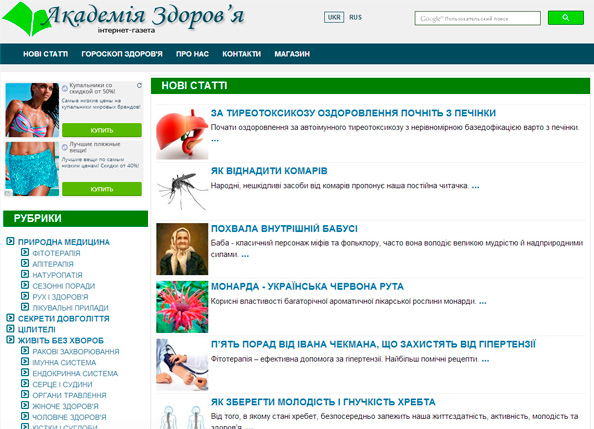 Академія Здоров'я
інтернет-газета
UKR RUS
Google™ Пользовательский поиск
НОВІ СТАТТІ ГОРОСКОП ЗДОРОВ'Я ПРО НАС КОНТАКТИ МАГАЗИН
Купальники со
скидкой от 50%!
Самые низкие цены на
купальники мировых брендов!
КУПИТЬ
Лучшие пляжные
вещи!
Лучшие вещи по самым
низким ценам! Скидки от 40%!
КУПИТЬ
РУБРИКИ
ПРИРОДНА МЕДИЦИНА
ФІТОТЕРАПІЯ
АПІТЕРАПІЯ
НАТУРОПАТІЯ
СЕЗОННІ ПОРАДИ
РУХ І ЗДОРОВ'Я
ЛІКУВАЛЬНІ ПРИЛАДИ
СЕКРЕТИ ДОВГОЛІТТЯ
ЦІЛИТЕЛІ
ЖИВІТЬ БЕЗ ХВОРОБ
РАКОВІ ЗАХВОРЮВАННЯ
ІМУННА СИСТЕМА
ЕНДОКРИННА СИСТЕМА
СЕРЦЕ І СУДИНИ
ОРГАНИ ТРАВЛЕННЯ
ЖІНОЧЕ ЗДОРОВ'Я
ЧОЛОВІЧЕ ЗДОРОВ'Я
КІСТКИ І СУГЛОБИ
НОВІ СТАТТІ
ЗА ТИРЕОТОКСИКОЗУ ОЗДОРОВЛЕННЯ ПОЧНІТЬ З ПЕЧІНКИ
Почати оздоровлення за автоімунного тиреотоксикозу з нерівномірною базедофікацією варто з печінки.
...
ЯК ВІДНАДИТИ КОМАРІВ
Народні, нешкідливі засоби від комарів пропонує наша постійна читачка. ...
ПОХВАЛА ВНУТРІШНІЙ БАБУСІ
Баба - класичний персонаж міфів та фольклору, часто вона володіє великою мудрістю й надприродними
силами. ...
МОНАРДА - УКРАЇНСЬКА ЧЕРВОНА РУТА
Корисні властивості багаторічної ароматичної лікарської рослини монарди. ...
П'ЯТЬ ПОРАД ВІД ІВАНА ЧЕКМАНА, ЩО ЗАХИСТЯТЬ ВІД ГІПЕРТЕНЗІЇ
Фітотерапія – ефективна допомога за гіпертензії. Найбільш помічні рецепти. ...
ЯК ЗБЕРЕГТИ МОЛОДІСТЬ І ГНУЧКІСТЬ ХРЕБТА
Від того, в якому стані хребет, безпосередньо залежить наша життєздатність, активність, молодість та
здоров'я. ...